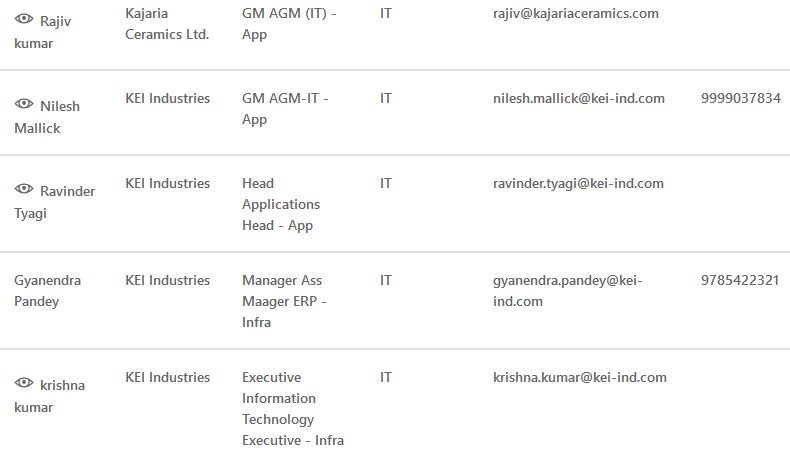 Rajiv kumar Kajaria Ceramics Ltd. GM AGM (IT) - App IT rajiv@kajariaceramics.com
Nilesh Mallick KEI Industries GM AGM-IT - App IT nilesh.mallick@kei-ind.com 9999037834
Ravinder Tyagi KEI Industries Head Applications Head - App IT ravinder.tyagi@kei-ind.com
Gyanendra Pandey KEI Industries Manager Ass Maager ERP - Infra IT gyanendra.pandey@kei-ind.com 9785422321
krishna kumar KEI Industries Executive Information Technology Executive - Infra IT krishna.kumar@kei-ind.com